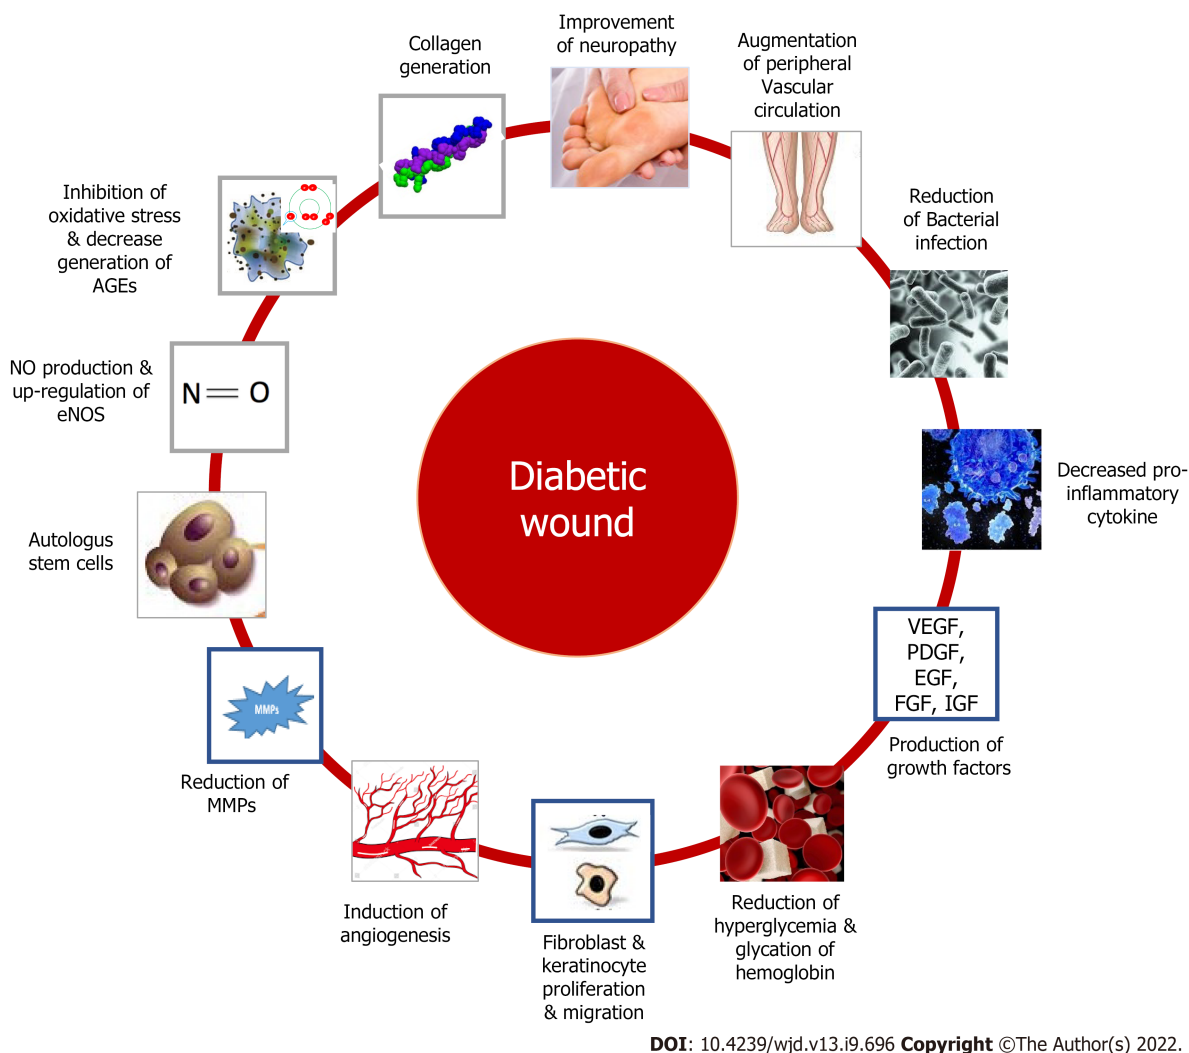 Improvement
of neuropathy
Augmentation
of peripheral
Vascular
circulation
Reduction
of Bacterial
infection
Decreased pro-
inflammatory
cytokine
VEGF,
PDGF,
EGF,
FGF, IGF
Production of
growth factors
Reduction of
hyperglycemia &
glycation of
hemoglobin
Fibroblast &
keratinocyte
proliferation
& migration
Induction of
angiogenesis
MMPs
Reduction of
MMPs
Autologus
stem cells
N═O
NO production &
up-regulation of
eNOS
Inhibition of
oxidative stress
& decrease
generation of
AGEs
Collagen
generation
Diabetic
wound
DOI: 10.4239/wjd.v13.i9.696 Copyright ©The Author(s) 2022.